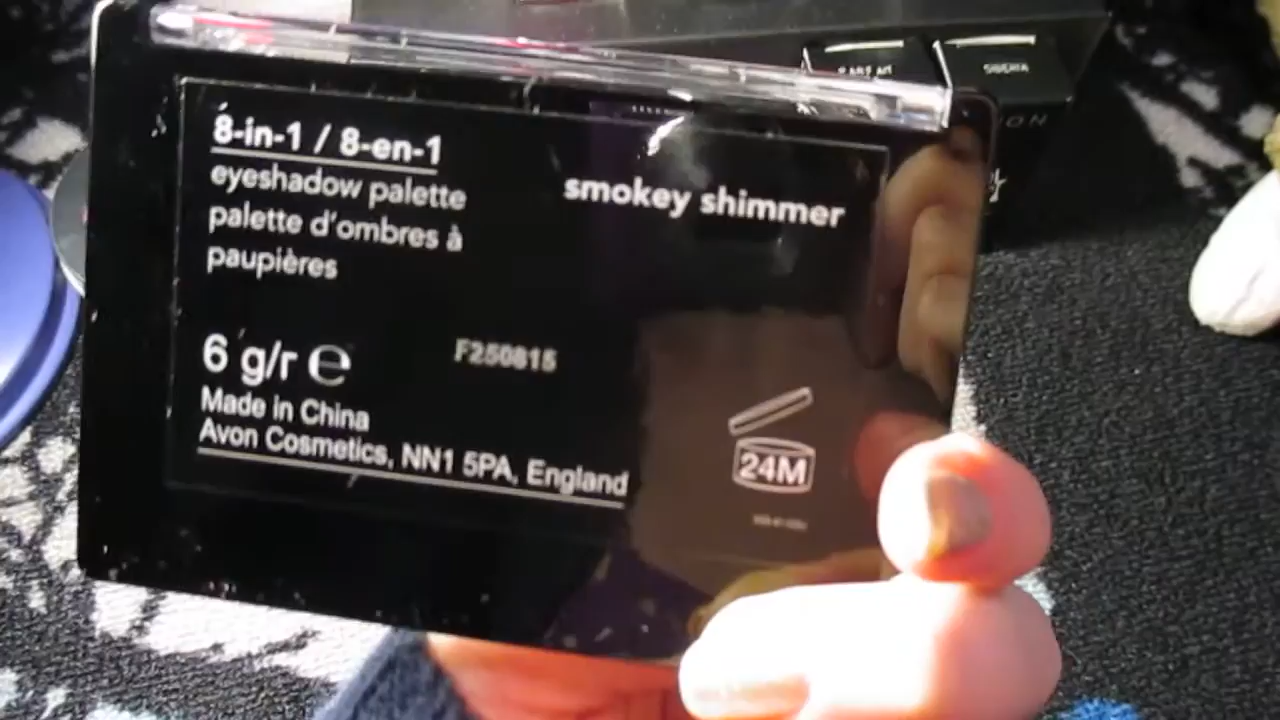 8-in-1 / 8-en-1
eyeshadow palette
palette d'ombres à
paupières
smokey shimmer
6 g/r ℮
F250815
Made in China
Avon Cosmetics, NN1 5PA, England
24M